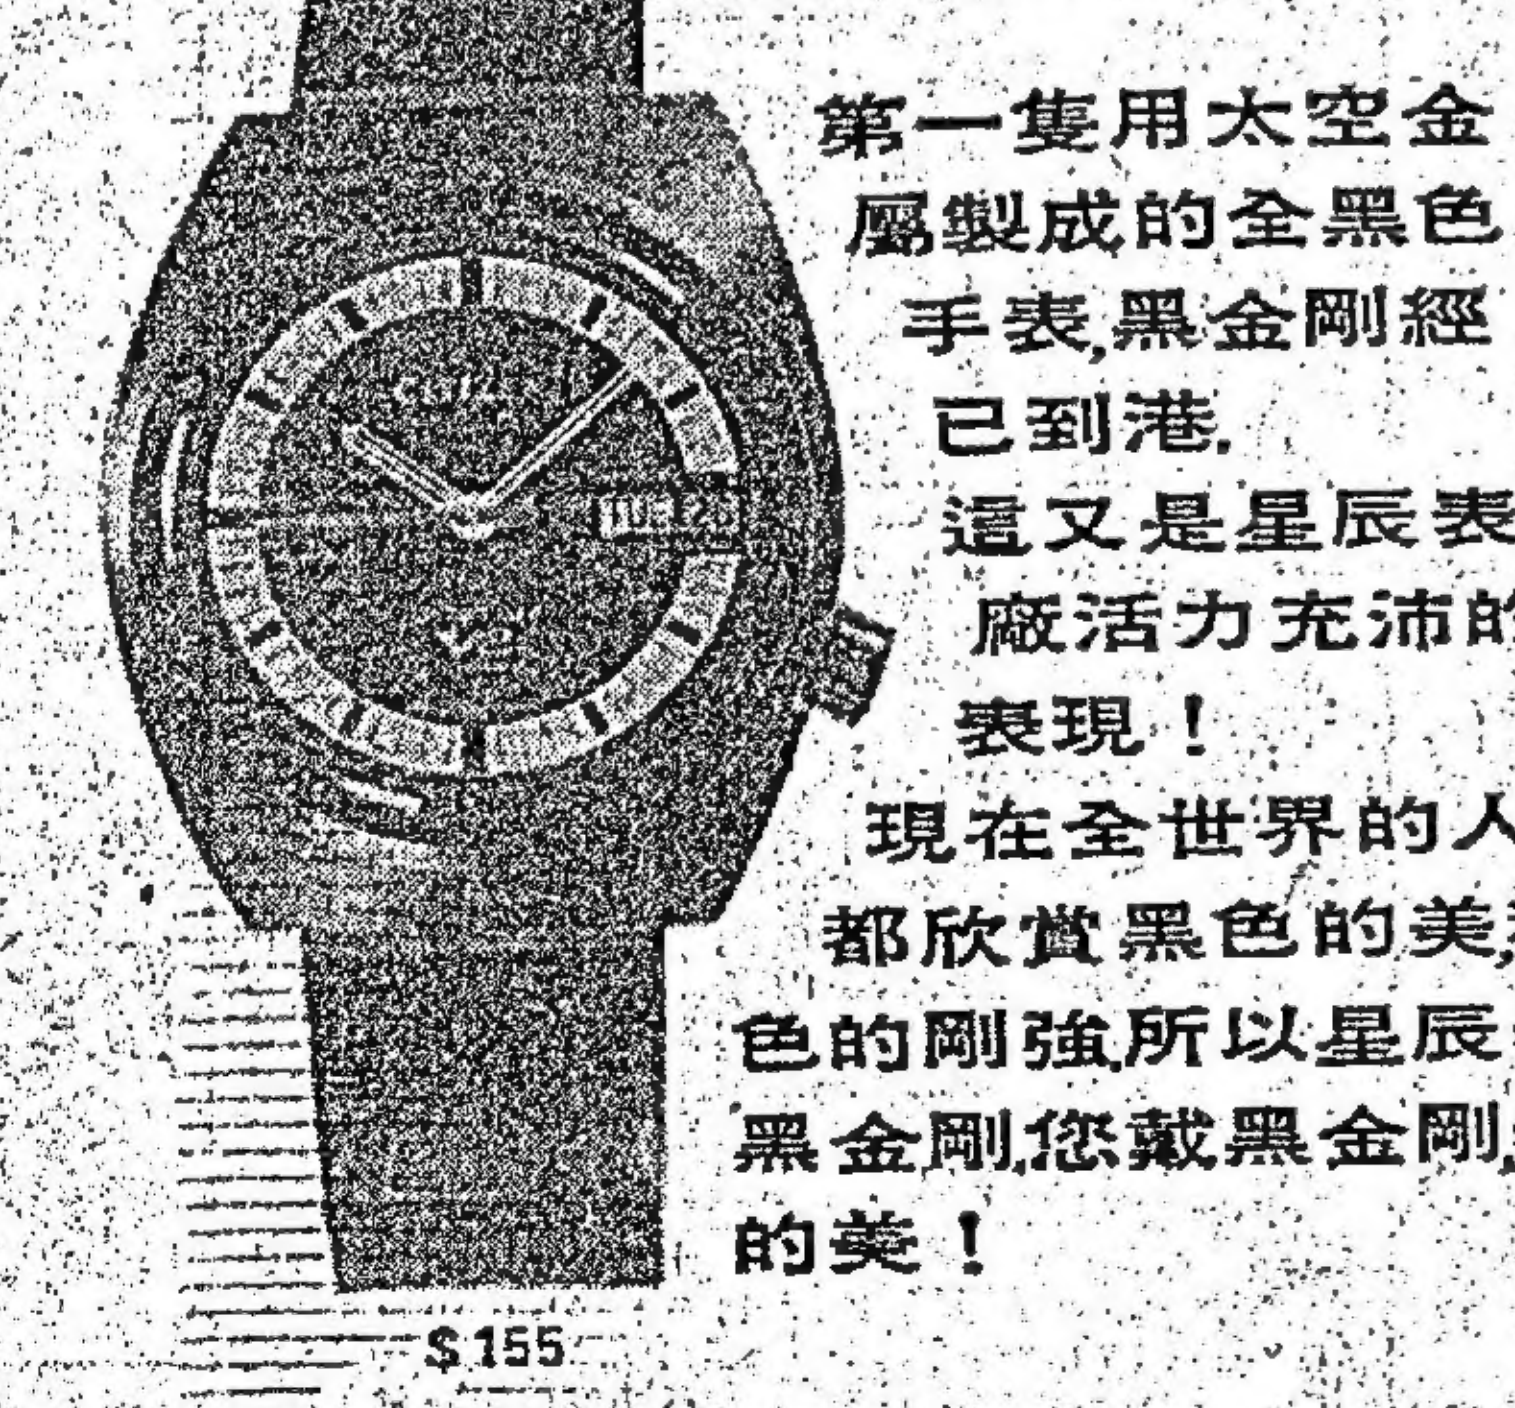 第一隻用太空金
屬製成的全黑色
手表,黑金剛經
已到港.
這又是星辰表
廠活力充沛的
表現！
現在全世界的人
都欣賞黑色的美,
色的剛強,所以星辰
黑金剛,您戴黑金剛,
的美！
TUE 26
$155